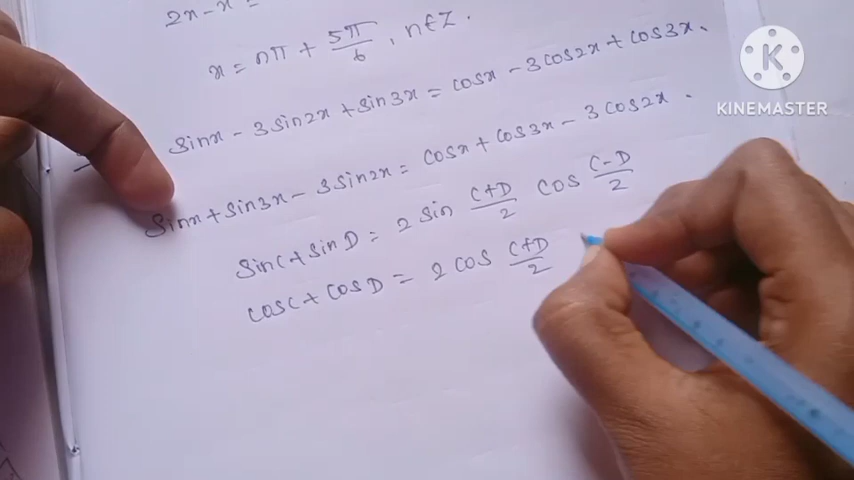 2x - x =
x = nπ + 5π/6 , n∈Z.
sinx - 3sin2x + sin3x = cosx - 3cos2x + cos3x.
sinx + sin3x - 3sin2x = cosx + cos3x - 3cos2x.
sinC + sinD = 2 sin C+D/2 cos C-D/2
cosC + cosD = 2 cos C+D/2
K
KINEMASTER